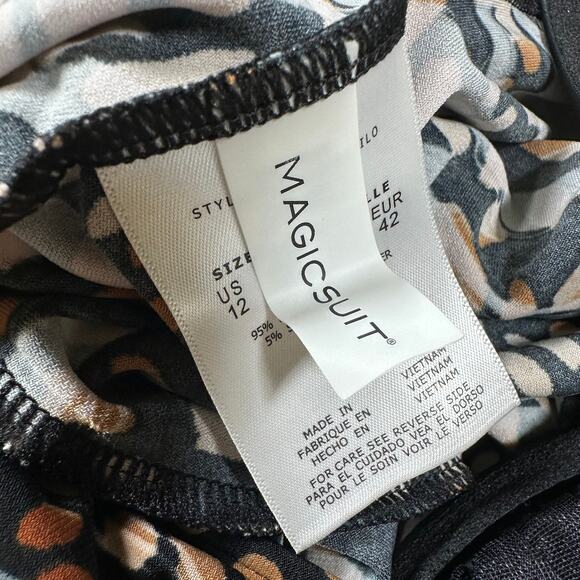 MAGICSUIT®
ILO
STYL
LLE
SIZE
EUR
US
42
12
ER
95%
5% S
MADE IN VIETNAM
FABRIQUE EN VIETNAM
HECHO EN VIETNAM
FOR CARE SEE REVERSE SIDE
PARA EL CUIDADO VEA EL DORSO
POUR LE SOIN VOIR LE VERSO